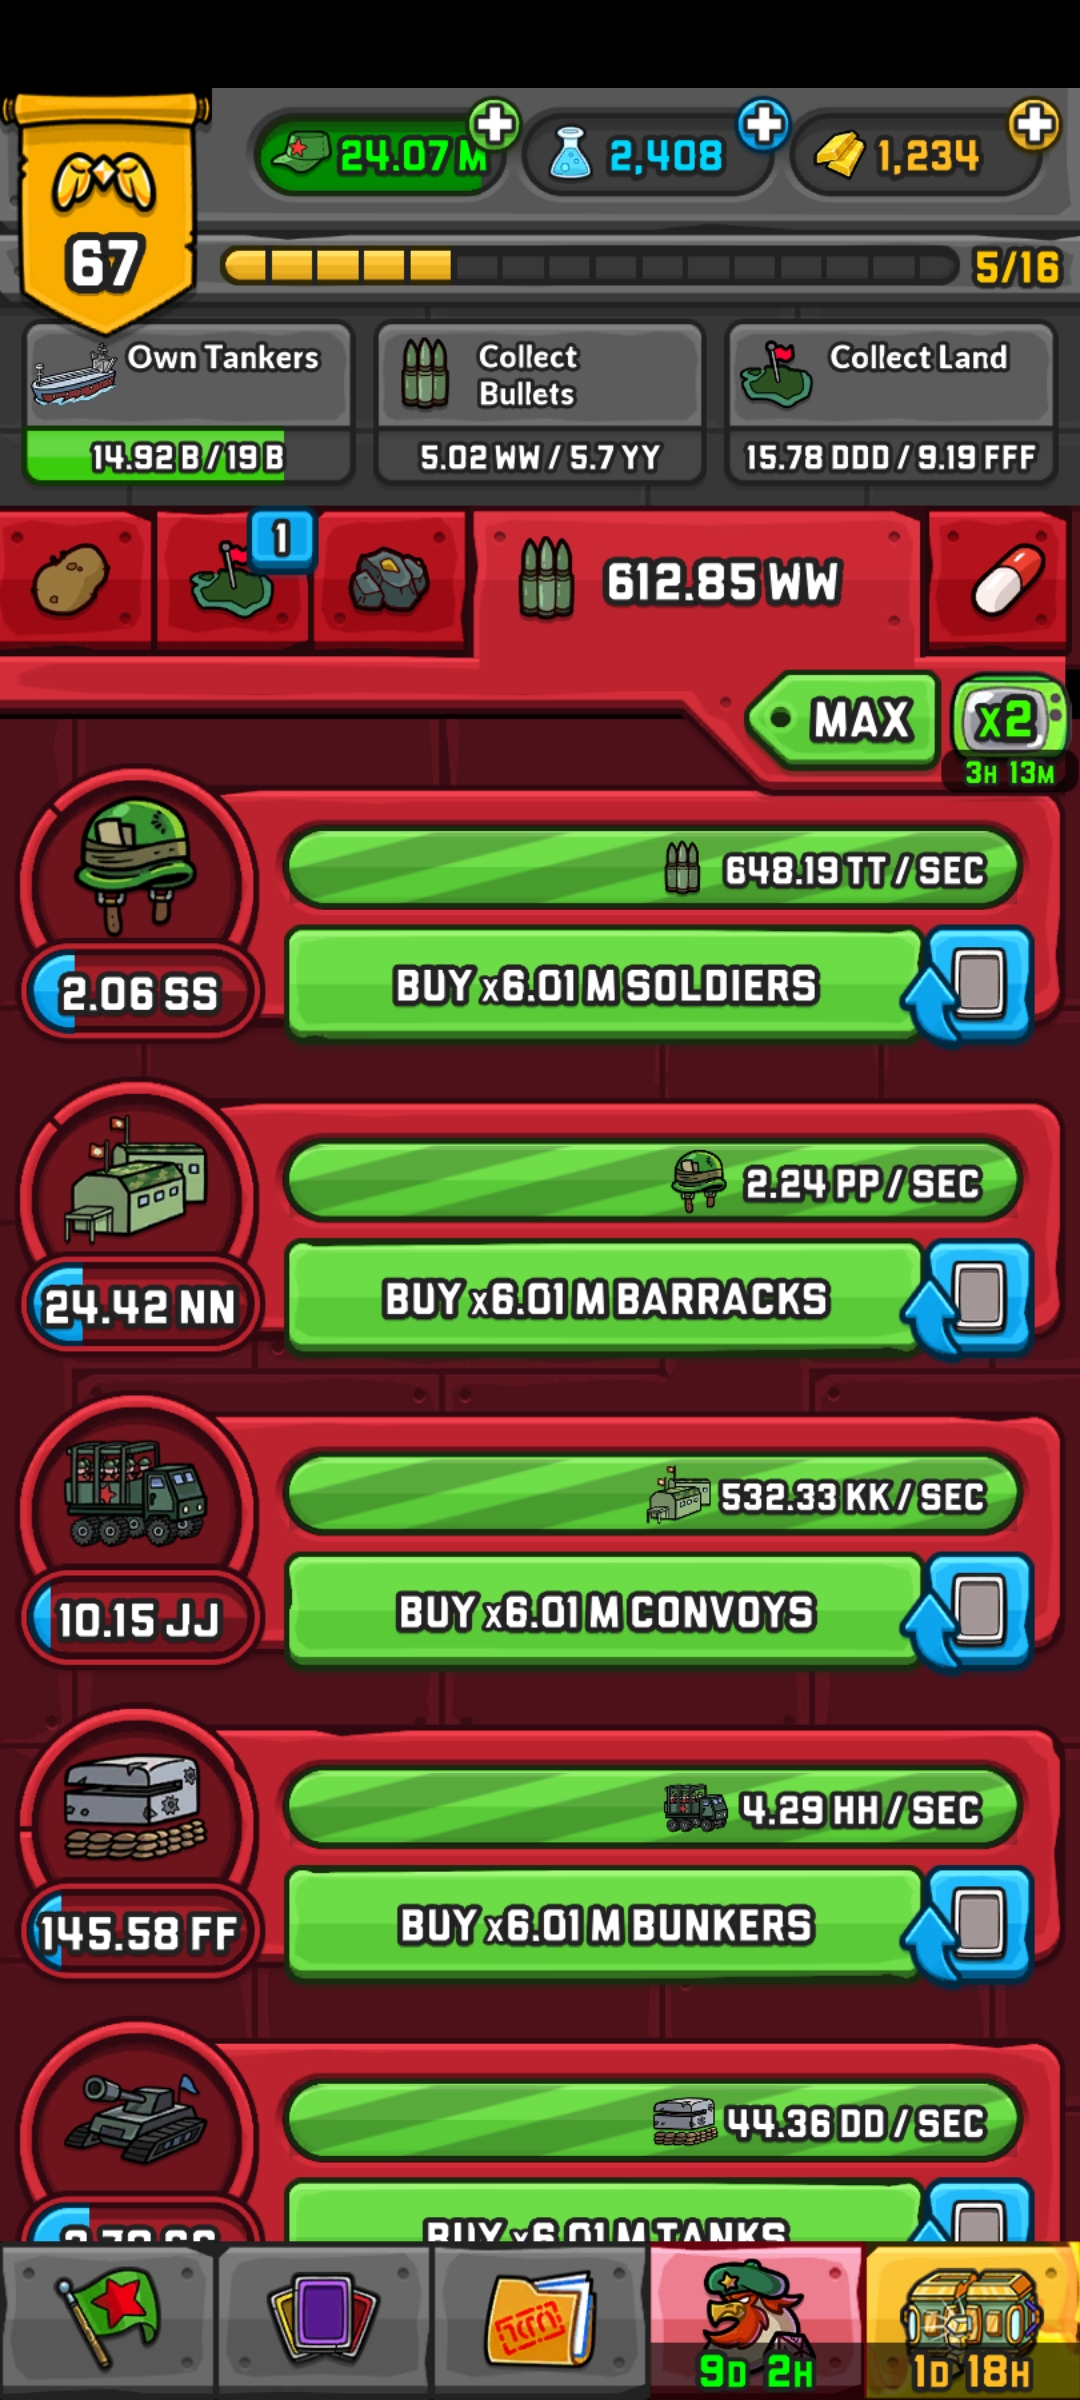 24.07 M
2,408
1,234
67
5/16
Own Tankers
14.92 B / 19 B
Collect
Bullets
5.02 WW / 5.7 YY
Collect Land
15.78 DDD / 9.19 FFF
1
612.85 WW
MAX
x2
3H 13M
648.19 TT / SEC
2.06 SS
BUY x6.01 M SOLDIERS
2.24 PP / SEC
24.42 NN
BUY x6.01 M BARRACKS
532.33 KK / SEC
10.15 JJ
BUY x6.01 M CONVOYS
4.29 HH / SEC
145.58 FF
BUY x6.01 M BUNKERS
44.36 DD / SEC
BUY x6.01 M TANKS
9D 2H
1D 18H